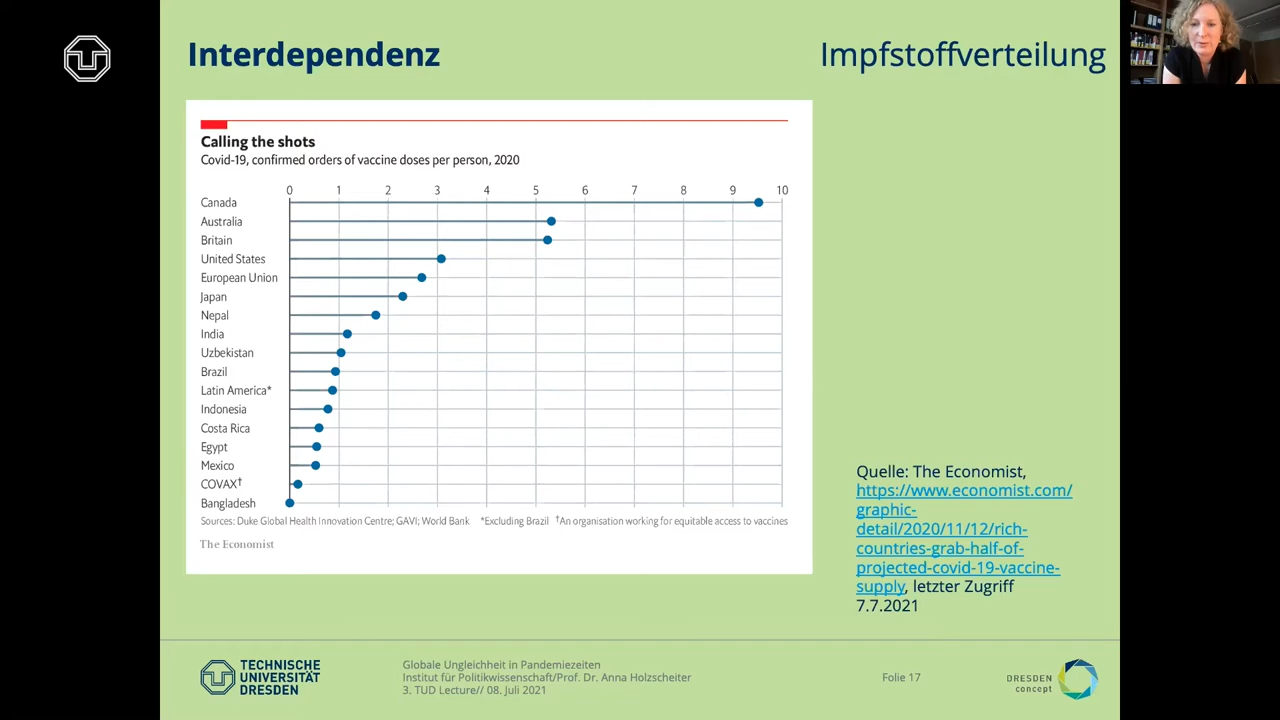 Interdependenz
Impfstoffverteilung
Calling the shots
Covid-19, confirmed orders of vaccine doses per person, 2020
0 1 2 3 4 5 6 7 8 9 10
Canada
Australia
Britain
United States
European Union
Japan
Nepal
India
Uzbekistan
Brazil
Latin America*
Indonesia
Costa Rica
Egypt
Mexico
COVAX†
Bangladesh
Sources: Duke Global Health Innovation Centre; GAVI; World Bank *Excluding Brazil †An organisation working for equitable access to vaccines
The Economist
Quelle: The Economist,
https://www.economist.com/
graphic-
detail/2020/11/12/rich-
countries-grab-half-of-
projected-covid-19-vaccine-
supply, letzter Zugriff
7.7.2021
TECHNISCHE
UNIVERSITÄT
DRESDEN
Globale Ungleichheit in Pandemiezeiten
Institut für Politikwissenschaft/Prof. Dr. Anna Holzscheiter
3. TUD Lecture// 08. Juli 2021
Folie 17
DRESDEN
concept